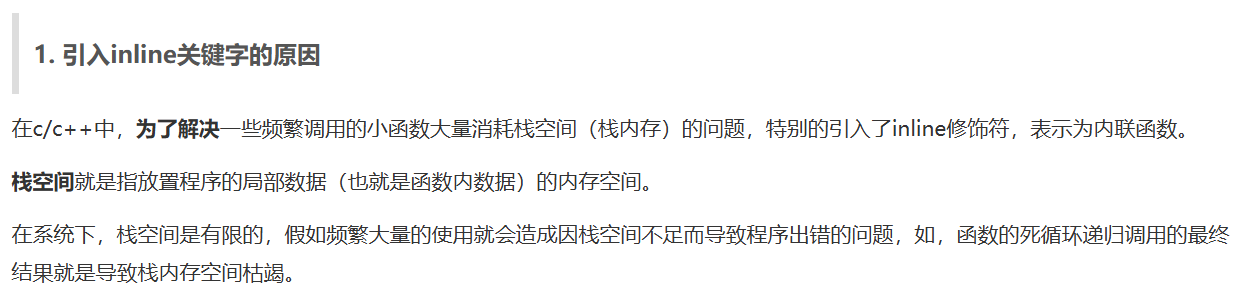 1. 引入inline关键字的原因
在c/c++中，为了解决一些频繁调用的小函数大量消耗栈空间（栈内存）的问题，特别的引入了inline修饰符，表示为内联函数。
栈空间就是指放置程序的局部数据（也就是函数内数据）的内存空间。
在系统下，栈空间是有限的，假如频繁大量的使用就会造成因栈空间不足而导致程序出错的问题，如，函数的死循环递归调用的最终
结果就是导致栈内存空间枯竭。